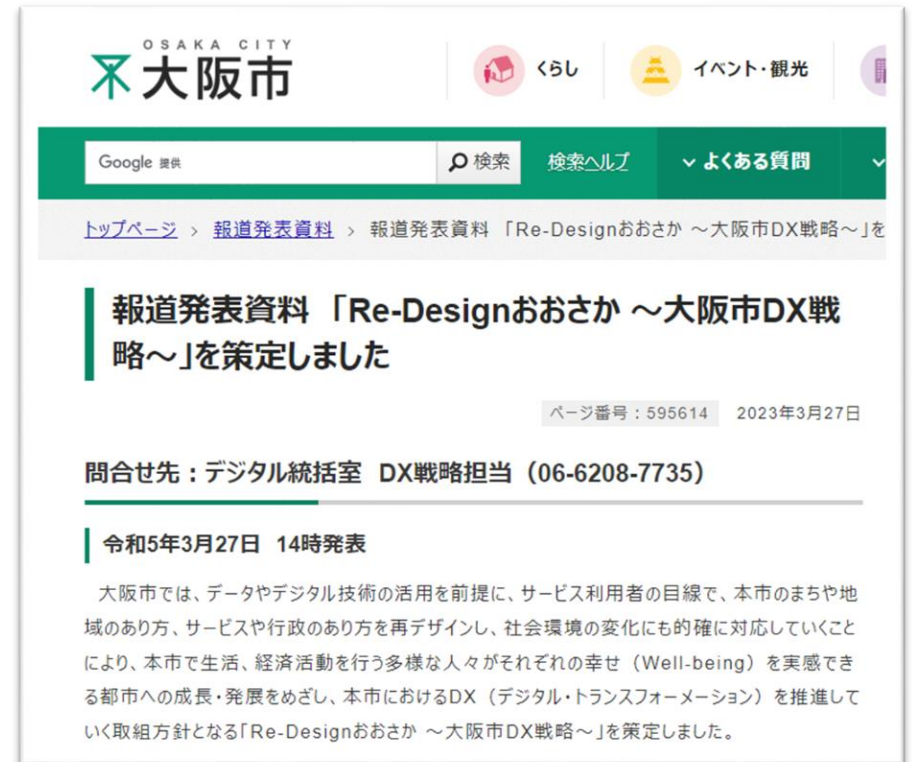 OSAKA CITY
大阪市
くらし
イベント・観光
Google 提供
検索
検索ヘルプ
よくある質問
トップページ > 報道発表資料 > 報道発表資料 「Re-Designおおさか ～大阪市DX戦略～」を
報道発表資料 「Re-Designおおさか ～大阪市DX戦
略～」を策定しました
ページ番号：595614 2023年3月27日
問合せ先：デジタル統括室 DX戦略担当（06-6208-7735）
令和5年3月27日 14時発表
大阪市では、データやデジタル技術の活用を前提に、サービス利用者の目線で、本市のまちや地
域のあり方、サービスや行政のあり方を再デザインし、社会環境の変化にも的確に対応していくこと
により、本市で生活、経済活動を行う多様な人々がそれぞれの幸せ（Well-being）を実感でき
る都市への成長・発展をめざし、本市におけるDX（デジタル・トランスフォーメーション）を推進して
いく取組方針となる「Re-Designおおさか ～大阪市DX戦略～」を策定しました。